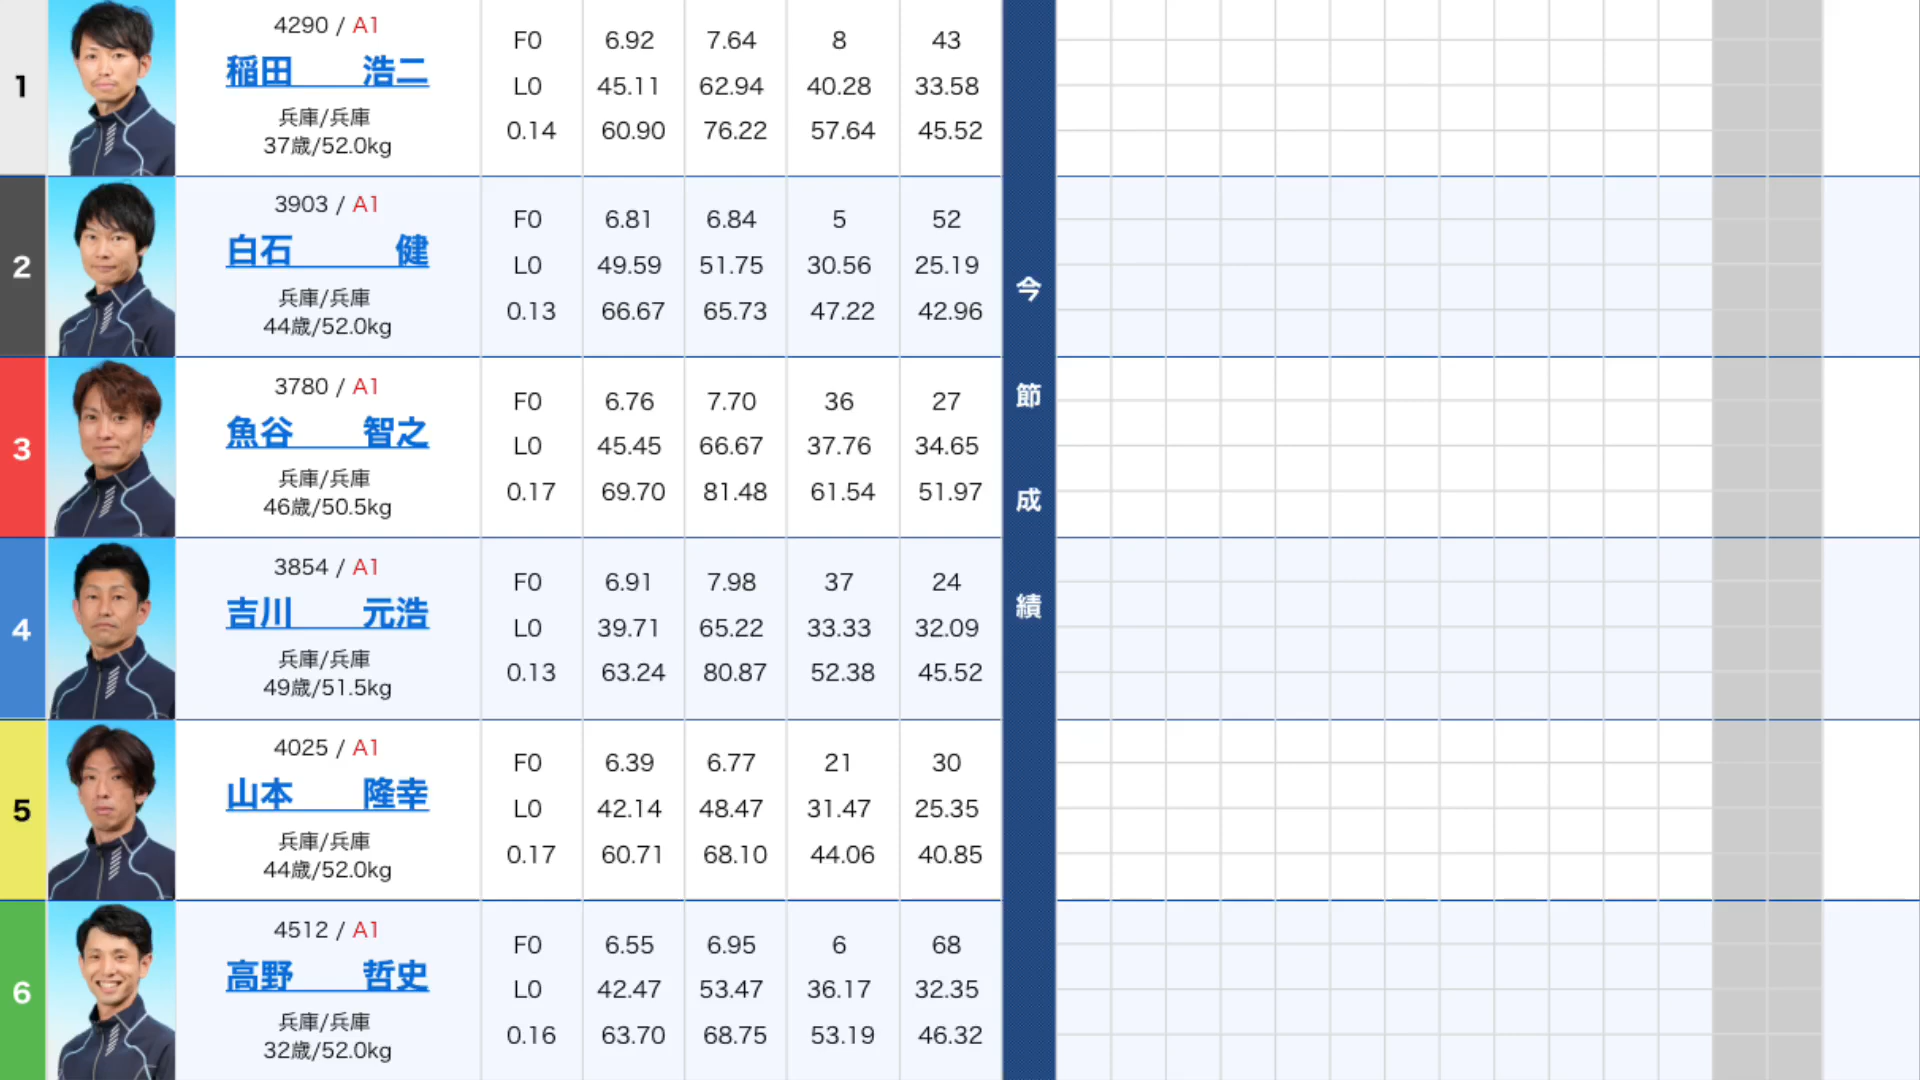 1
4290 / A1
稲田 浩二
兵庫/兵庫
37歳/52.0kg
F0 6.92 7.64 8 43
L0 45.11 62.94 40.28 33.58
0.14 60.90 76.22 57.64 45.52
2
3903 / A1
白石 健
兵庫/兵庫
44歳/52.0kg
F0 6.81 6.84 5 52
L0 49.59 51.75 30.56 25.19
0.13 66.67 65.73 47.22 42.96
3
3780 / A1
魚谷 智之
兵庫/兵庫
46歳/50.5kg
F0 6.76 7.70 36 27
L0 45.45 66.67 37.76 34.65
0.17 69.70 81.48 61.54 51.97
4
3854 / A1
吉川 元浩
兵庫/兵庫
49歳/51.5kg
F0 6.91 7.98 37 24
L0 39.71 65.22 33.33 32.09
0.13 63.24 80.87 52.38 45.52
5
4025 / A1
山本 隆幸
兵庫/兵庫
44歳/52.0kg
F0 6.39 6.77 21 30
L0 42.14 48.47 31.47 25.35
0.17 60.71 68.10 44.06 40.85
6
4512 / A1
高野 哲史
兵庫/兵庫
32歳/52.0kg
F0 6.55 6.95 6 68
L0 42.47 53.47 36.17 32.35
0.16 63.70 68.75 53.19 46.32
今節成績